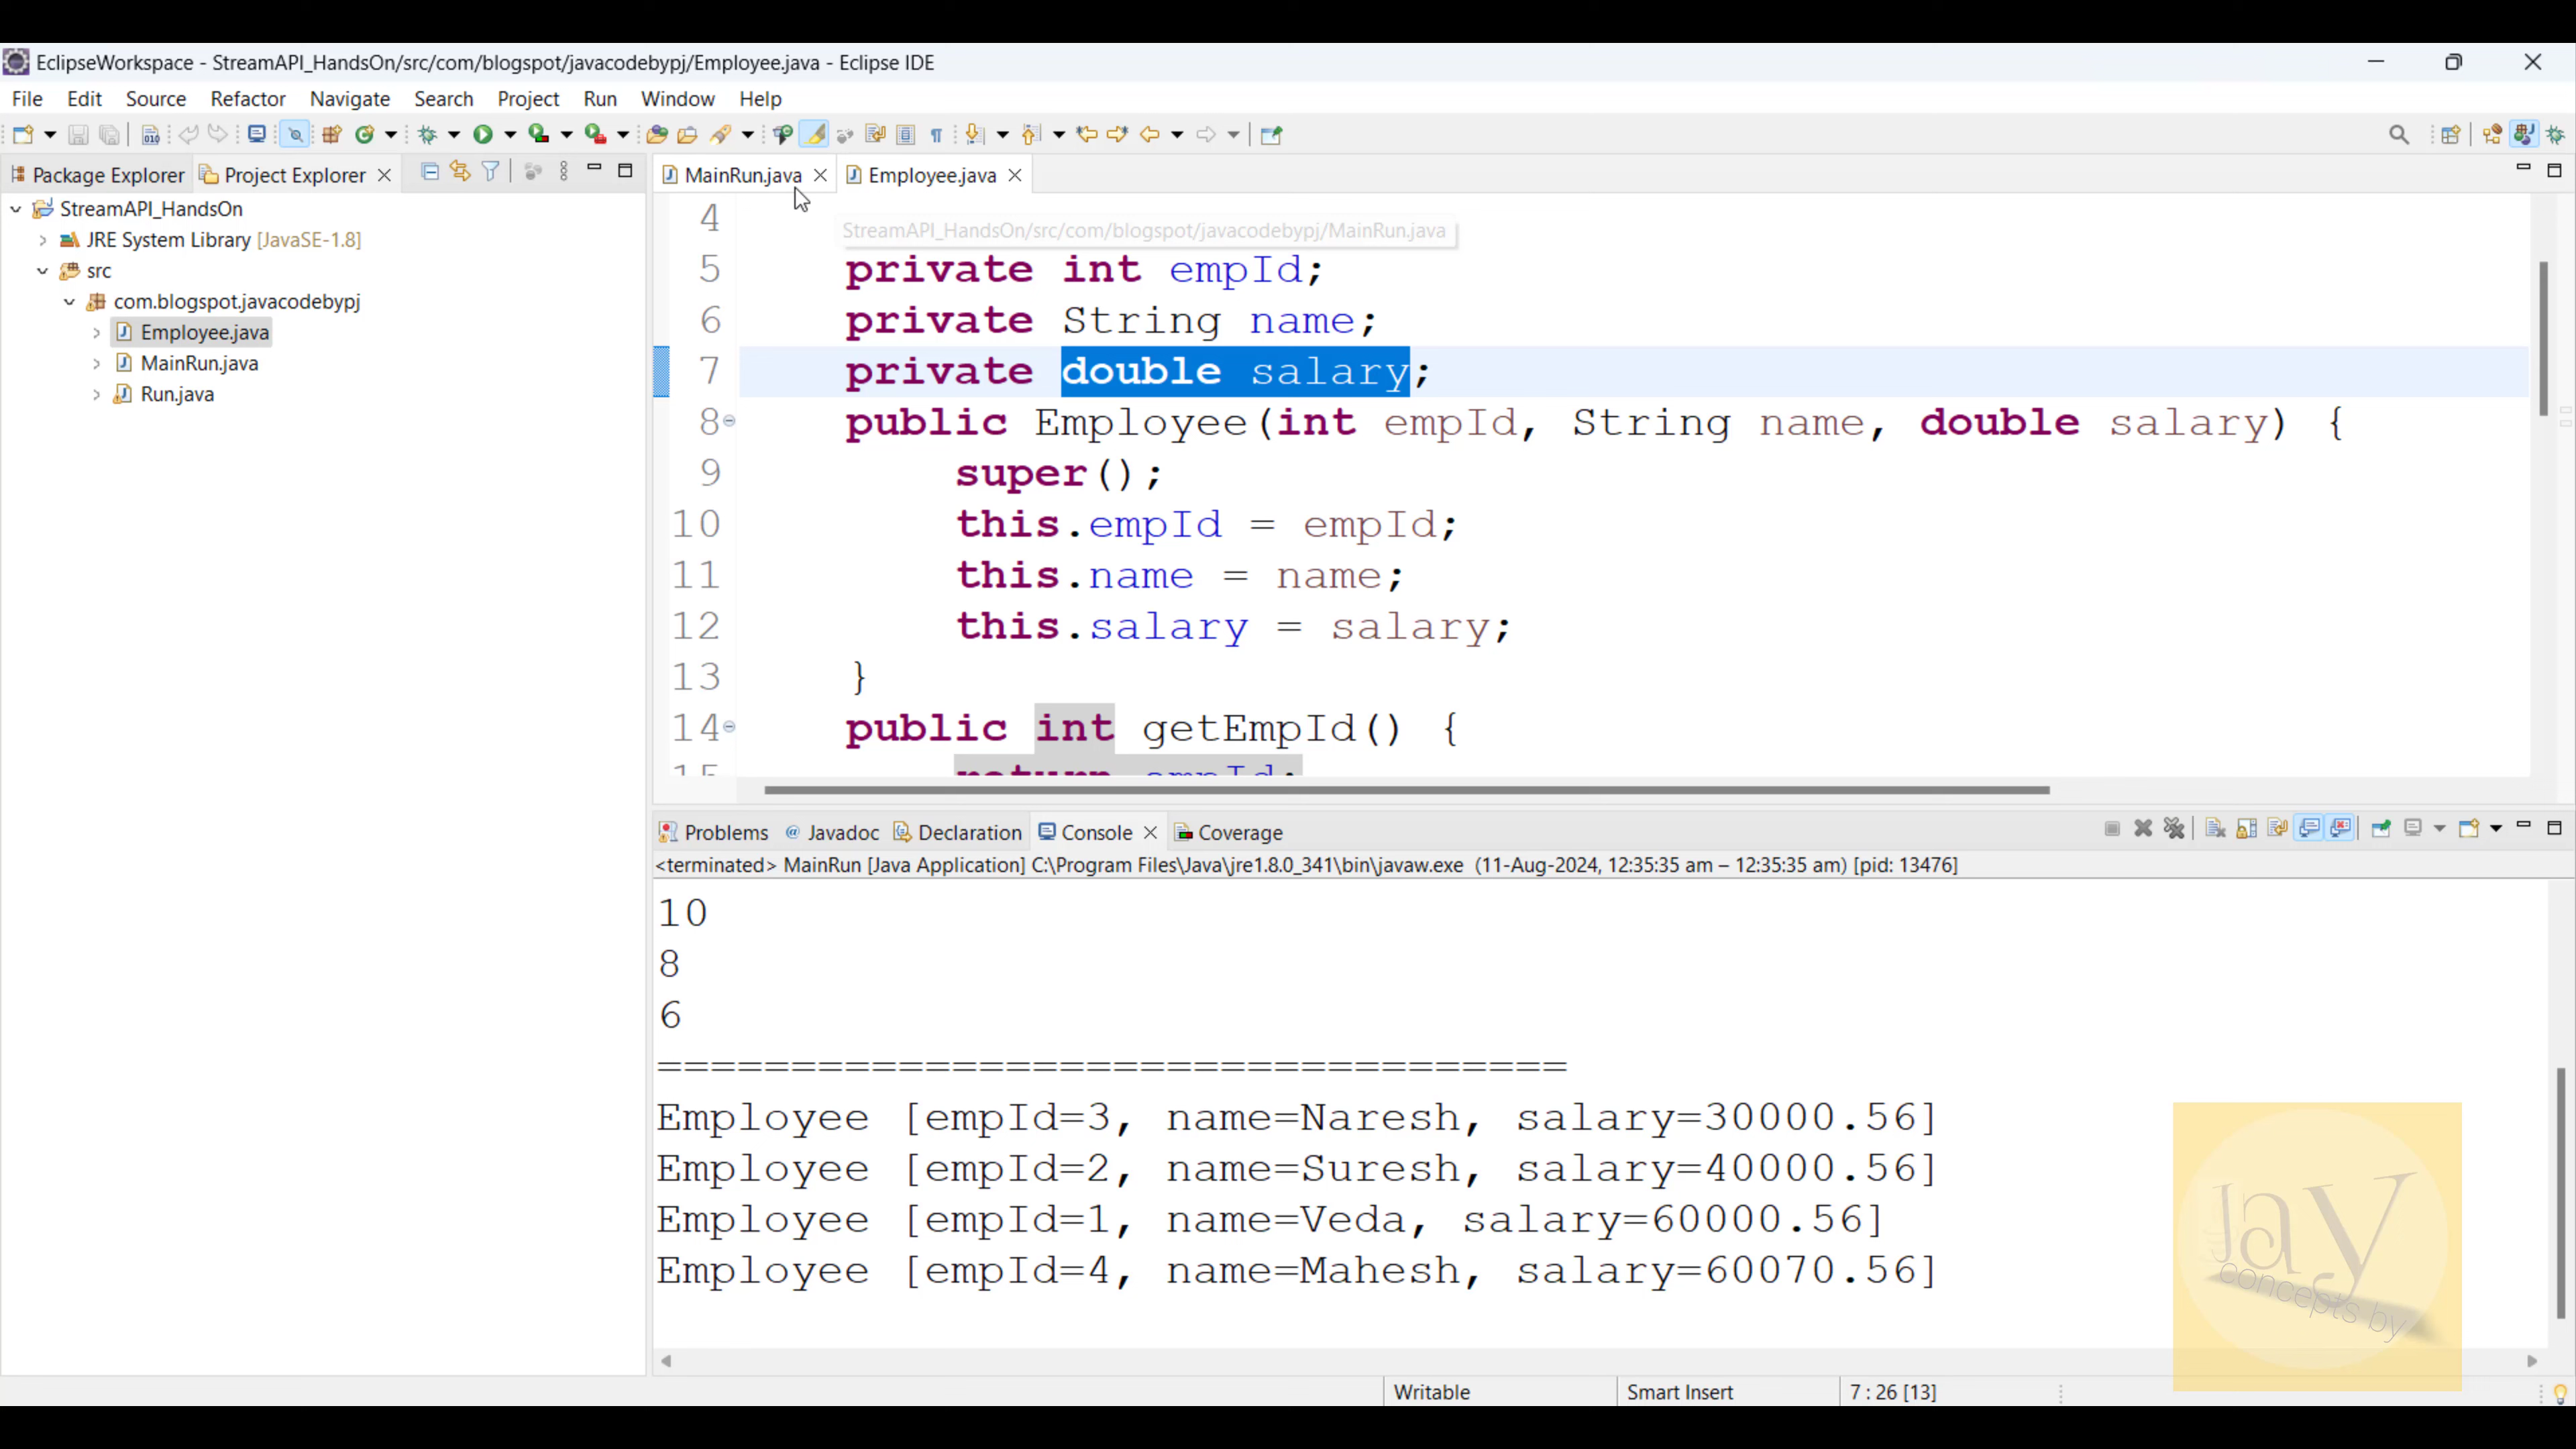 EclipseWorkspace - StreamAPI_HandsOn/src/com/blogspot/javacodebypj/Employee.java - Eclipse IDE
File Edit Source Refactor Navigate Search Project Run Window Help
Package Explorer Project Explorer
MainRun.java Employee.java
StreamAPI_HandsOn
JRE System Library [JavaSE-1.8]
src
com.blogspot.javacodebypj
Employee.java
MainRun.java
Run.java
4
StreamAPI_HandsOn/src/com/blogspot/javacodebypj/MainRun.java
5 private int empId;
6 private String name;
7 private double salary;
8 public Employee(int empId, String name, double salary) {
9 super();
10 this.empId = empId;
11 this.name = name;
12 this.salary = salary;
13 }
14 public int getEmpId() {
15 return empId;
Problems Javadoc Declaration Console Coverage
<terminated> MainRun [Java Application] C:\Program Files\Java\jre1.8.0_341\bin\javaw.exe (11-Aug-2024, 12:35:35 am – 12:35:35 am) [pid: 13476]
10
8
6
==================================
Employee [empId=3, name=Naresh, salary=30000.56]
Employee [empId=2, name=Suresh, salary=40000.56]
Employee [empId=1, name=Veda, salary=60000.56]
Employee [empId=4, name=Mahesh, salary=60070.56]
Jay
concepts by
Writable Smart Insert 7 : 26 [13]